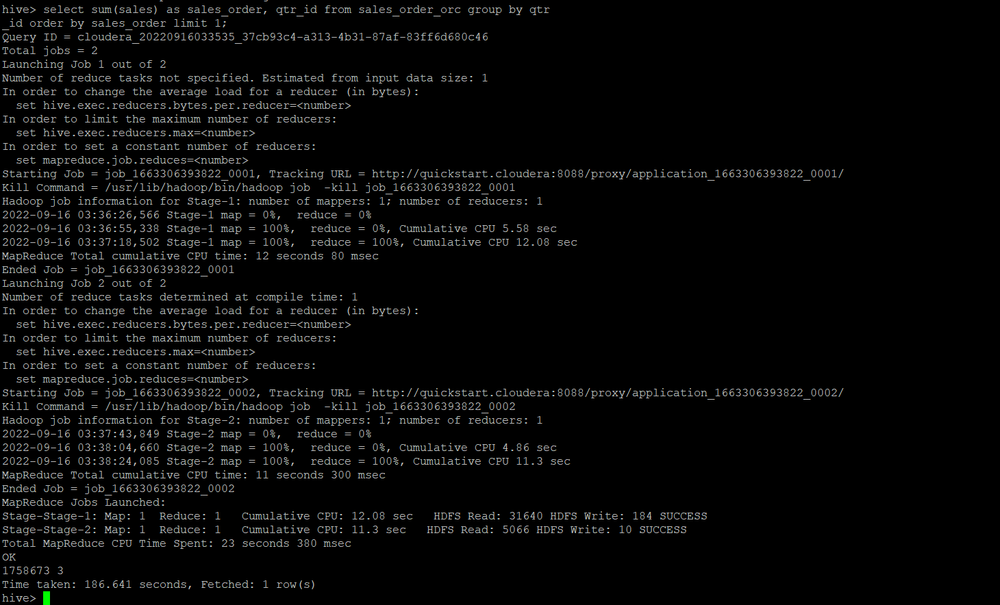 hive> select sum(sales) as sales_order, qtr_id from sales_order_orc group by qtr
_id order by sales_order limit 1;
Query ID = cloudera_20220916033535_37cb93c4-a313-4b31-87af-83ff6d680c46
Total jobs = 2
Launching Job 1 out of 2
Number of reduce tasks not specified. Estimated from input data size: 1
In order to change the average load for a reducer (in bytes):
  set hive.exec.reducers.bytes.per.reducer=<number>
In order to limit the maximum number of reducers:
  set hive.exec.reducers.max=<number>
In order to set a constant number of reducers:
  set mapreduce.job.reduces=<number>
Starting Job = job_1663306393822_0001, Tracking URL = http://quickstart.cloudera:8088/proxy/application_1663306393822_0001/
Kill Command = /usr/lib/hadoop/bin/hadoop job  -kill job_1663306393822_0001
Hadoop job information for Stage-1: number of mappers: 1; number of reducers: 1
2022-09-16 03:36:26,566 Stage-1 map = 0%,  reduce = 0%
2022-09-16 03:36:55,338 Stage-1 map = 100%,  reduce = 0%, Cumulative CPU 5.58 sec
2022-09-16 03:37:18,502 Stage-1 map = 100%,  reduce = 100%, Cumulative CPU 12.08 sec
MapReduce Total cumulative CPU time: 12 seconds 80 msec
Ended Job = job_1663306393822_0001
Launching Job 2 out of 2
Number of reduce tasks determined at compile time: 1
In order to change the average load for a reducer (in bytes):
  set hive.exec.reducers.bytes.per.reducer=<number>
In order to limit the maximum number of reducers:
  set hive.exec.reducers.max=<number>
In order to set a constant number of reducers:
  set mapreduce.job.reduces=<number>
Starting Job = job_1663306393822_0002, Tracking URL = http://quickstart.cloudera:8088/proxy/application_1663306393822_0002/
Kill Command = /usr/lib/hadoop/bin/hadoop job  -kill job_1663306393822_0002
Hadoop job information for Stage-2: number of mappers: 1; number of reducers: 1
2022-09-16 03:37:43,849 Stage-2 map = 0%,  reduce = 0%
2022-09-16 03:38:04,660 Stage-2 map = 100%,  reduce = 0%, Cumulative CPU 4.86 sec
2022-09-16 03:38:24,085 Stage-2 map = 100%,  reduce = 100%, Cumulative CPU 11.3 sec
MapReduce Total cumulative CPU time: 11 seconds 300 msec
Ended Job = job_1663306393822_0002
MapReduce Jobs Launched:
Stage-Stage-1: Map: 1  Reduce: 1   Cumulative CPU: 12.08 sec   HDFS Read: 31640 HDFS Write: 184 SUCCESS
Stage-Stage-2: Map: 1  Reduce: 1   Cumulative CPU: 11.3 sec   HDFS Read: 5066 HDFS Write: 10 SUCCESS
Total MapReduce CPU Time Spent: 23 seconds 380 msec
OK
1758673 3
Time taken: 186.641 seconds, Fetched: 1 row(s)
hive>